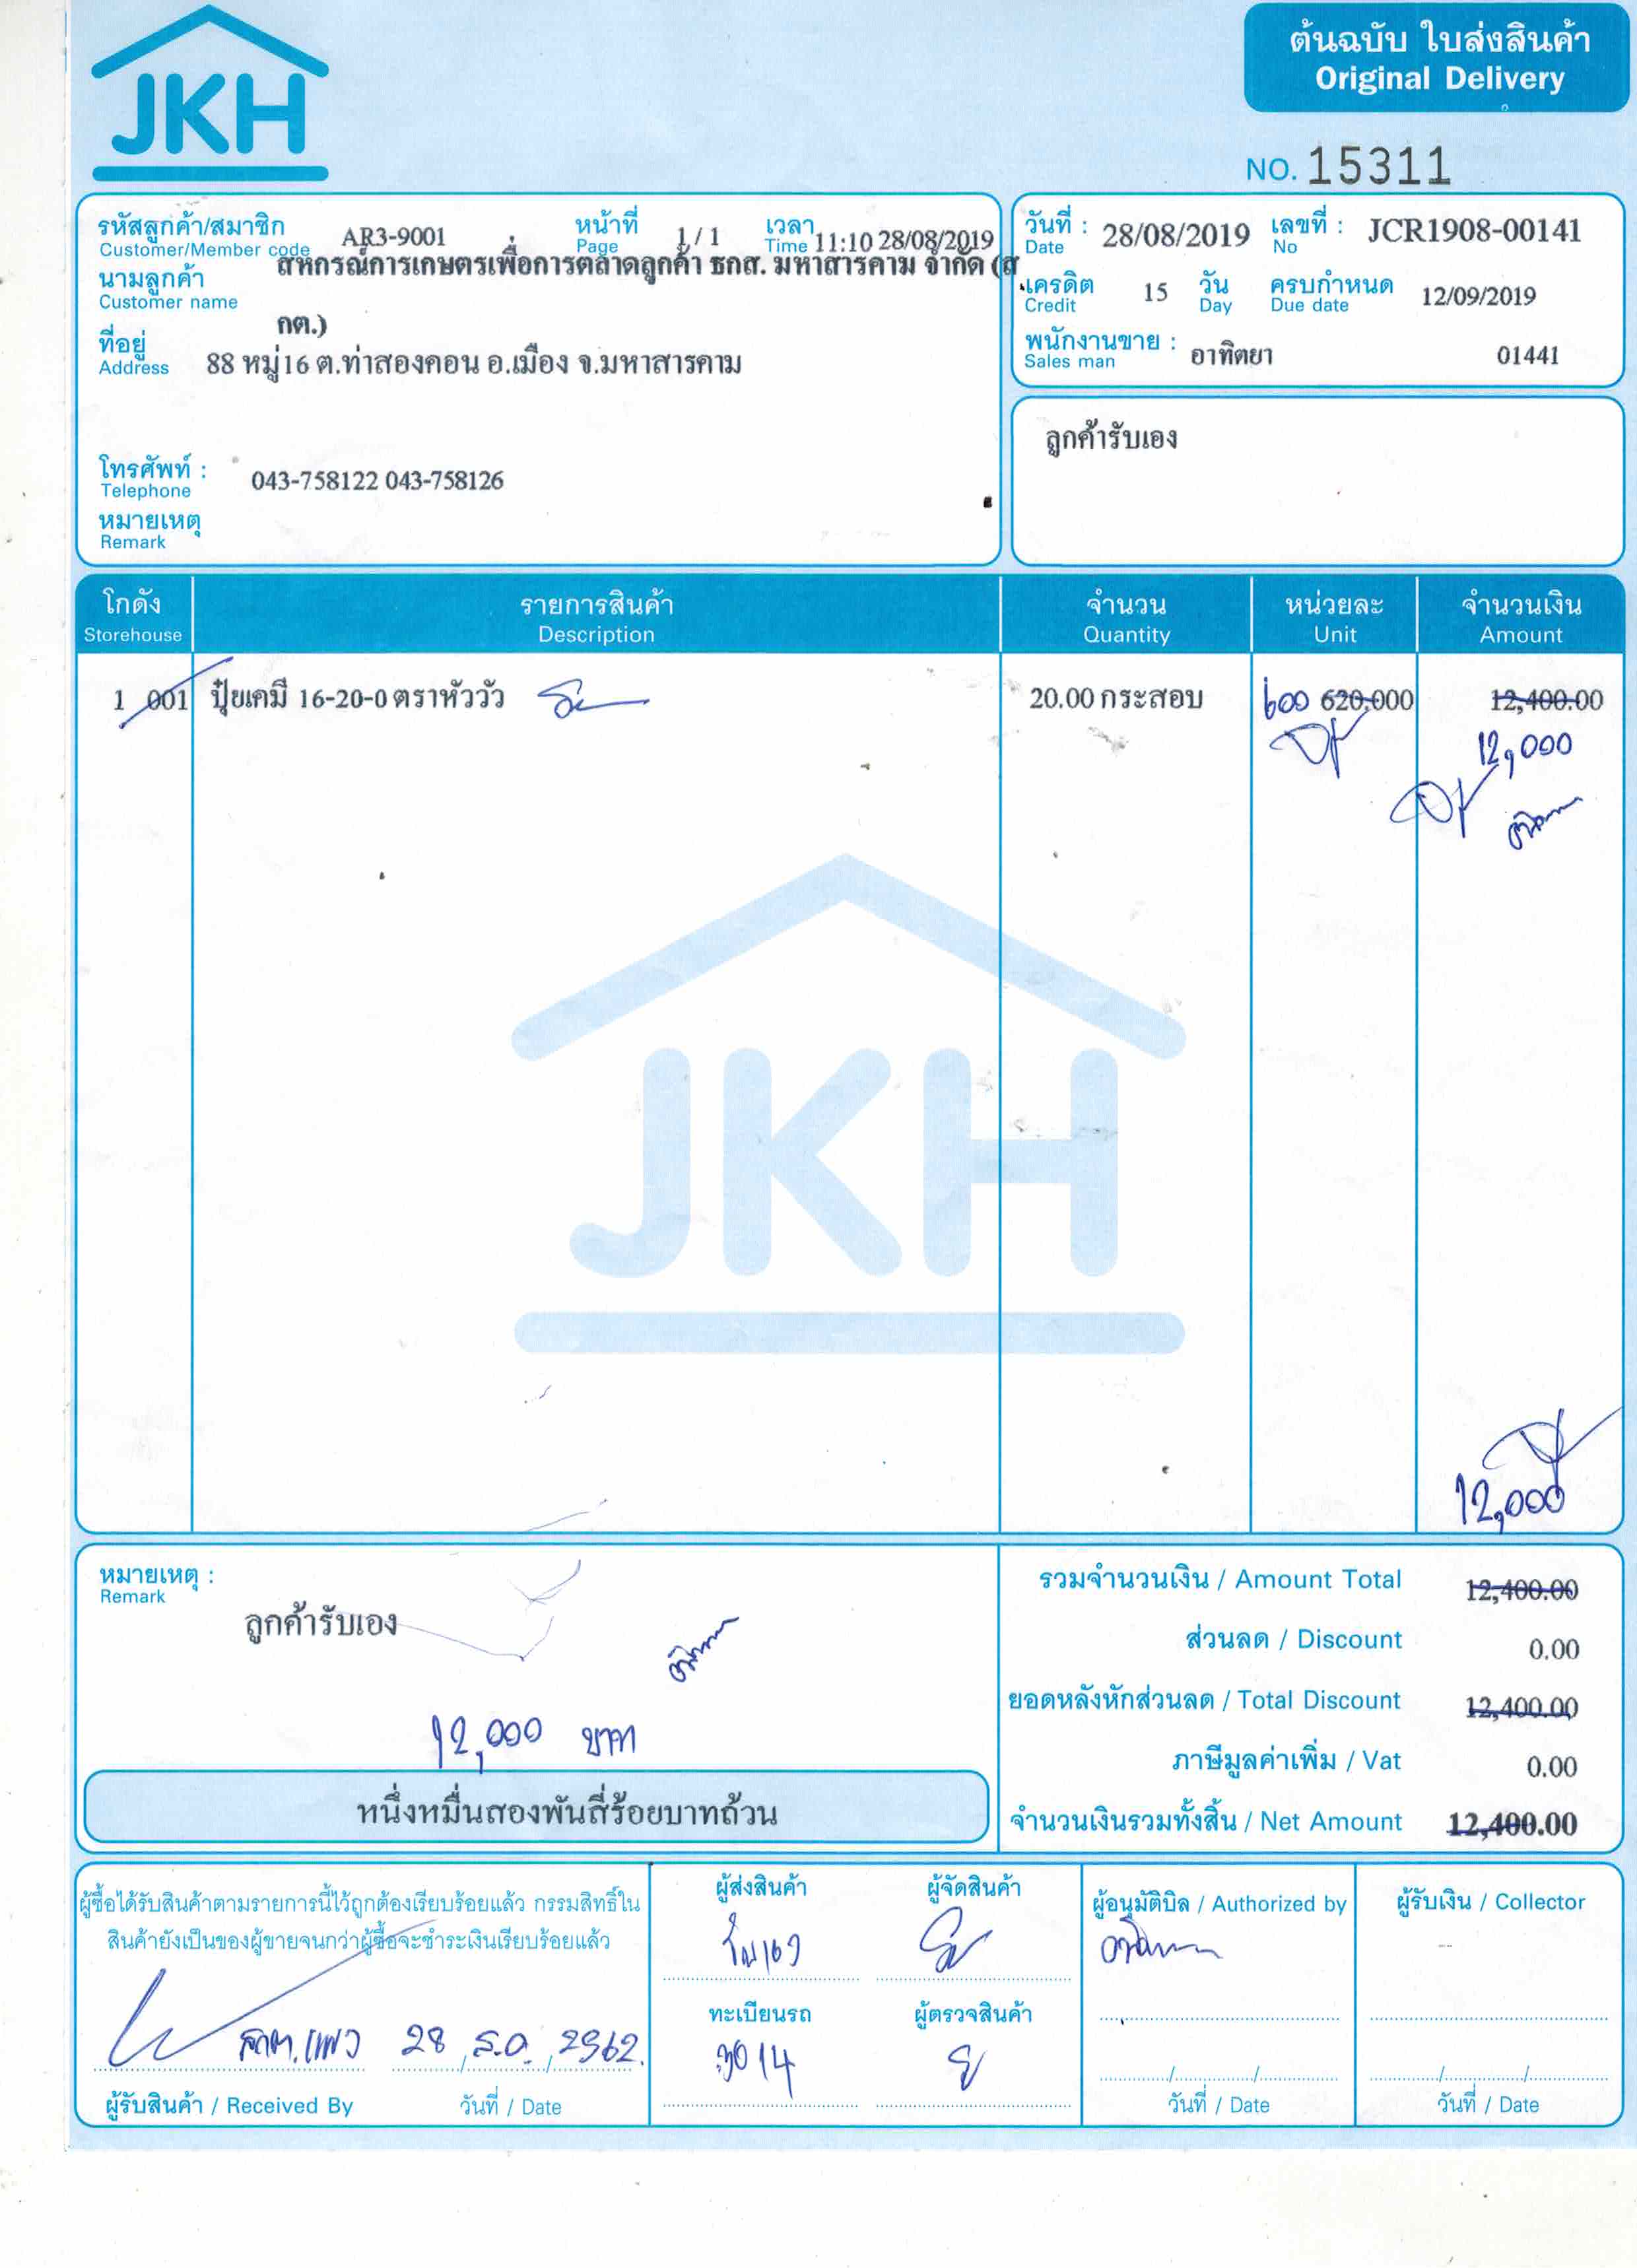 JKH
ต้นฉบับ ใบส่งสินค้า
Original Delivery
NO. 15311
รหัสลูกค้า/สมาชิก AR3-9001 หน้าที่ 1 / 1 เวลา 11:10 28/08/2019
Customer/Member code Page Time
นามลูกค้า สหกรณ์การเกษตรเพื่อการตลาดลูกค้า ธกส. มหาสารคาม จำกัด (ส
Customer name
กต.)
ที่อยู่ 88 หมู่16 ต.ท่าสองคอน อ.เมือง จ.มหาสารคาม
Address
โทรศัพท์ : 043-758122 043-758126
Telephone
หมายเหตุ
Remark
วันที่ : 28/08/2019 เลขที่ : JCR1908-00141
Date No
เครดิต 15 วัน ครบกำหนด 12/09/2019
Credit Day Due date
พนักงานขาย : อาทิตยา 01441
Sales man
ลูกค้ารับเอง
โกดัง รายการสินค้า จำนวน หน่วยละ จำนวนเงิน
Storehouse Description Quantity Unit Amount
1 001 ปุ๋ยเคมี 16-20-0 ตราหัววัว 20.00 กระสอบ 600 620.000 12,400.00
12,000
JKH
12,000
หมายเหตุ :
Remark
ลูกค้ารับเอง
12,000 บาท
หนึ่งหมื่นสองพันสี่ร้อยบาทถ้วน
รวมจำนวนเงิน / Amount Total 12,400.00
ส่วนลด / Discount 0.00
ยอดหลังหักส่วนลด / Total Discount 12,400.00
ภาษีมูลค่าเพิ่ม / Vat 0.00
จำนวนเงินรวมทั้งสิ้น / Net Amount 12,400.00
ผู้ซื้อได้รับสินค้าตามรายการนี้ไว้ถูกต้องเรียบร้อยแล้ว กรรมสิทธิ์ใน
สินค้ายังเป็นของผู้ขายจนกว่าผู้ซื้อจะชำระเงินเรียบร้อยแล้ว
28 / ส.ค. / 2562
ผู้รับสินค้า / Received By วันที่ / Date
ผู้ส่งสินค้า ผู้จัดสินค้า
รับเอง
ทะเบียนรถ ผู้ตรวจสินค้า
3014
ผู้อนุมัติบิล / Authorized by
วันที่ / Date
ผู้รับเงิน / Collector
วันที่ / Date